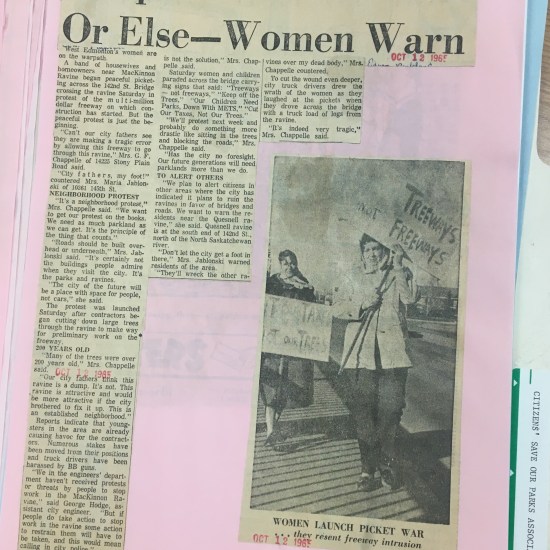 Or Else—Women Warn
OCT 12 1965
West Edmonton's women are
on the warpath.
A band of housewives and
homeowners near MacKinnon
Ravine began peaceful picket-
ing across the 142nd St. Bridge
crossing the ravine Saturday in
protest of the multi-million
dollar freeway on which con-
struction has started. But the
peaceful protest is just the be-
ginning.
"Can't our city fathers see
they are making a tragic error
by allowing this freeway to go
through this ravine," Mrs. G. F.
Chappelle of Stony Plain
Road said.
"City fathers, my foot!"
countered Mrs. Maria Jablon-
ski of 10301 143th St.
NEIGHBORHOOD PROTEST
"It's a neighborhood protest,"
Mrs. Chappelle said. "We want
to get our protest on the books.
We need as much parkland as
we can get. It's the principle of
the thing that counts."
"Roads should be built over-
head or underneath," Mrs. Jab-
lonski said. "It's certainly not
the buildings people admire
when they visit the city. It's
the parks and ravines.
"The city of the future will
be a place with space for people,
not cars," she said.
The protest was launched
Saturday after contractors be-
gan cutting down large trees
through the ravine to make way
for preliminary work on the
freeway.
200 YEARS OLD
"Many of the trees were over
200 years old," Mrs. Chappelle
said.
OCT 12 1965
"Our city fathers think this
ravine is a dump. It's not. This
ravine is attractive and would
be more attractive if the city
bothered to fix it up. This is
an established neighborhood."
Reports indicate that young-
sters in the area are already
causing havoc for the contract-
ers. Numerous stakes have
been moved from their positions
and truck drivers have been
harassed by BB guns.
"We in the engineers' depart-
ment haven't received protests
or threats by people to stop
work in the MacKinnon Ra-
vine," said George Hodge, as-
sistant city engineer. "But if
people do take action to stop
work in the ravine some action
to restrain them will have to
be taken, and this would mean
calling in city police."
is not the solution," Mrs. Chap-
pelle said.
Saturday women and children
paraded across the bridge carry-
ing signs that said: "Treeways
— not freeways," "Keep off the
Trees," "Our Children Need
Parks, Down With METS," "Cut
Our Taxes, Not Our Trees."
"We'll protest next week and
probably do something more
drastic like sitting in the trees
and blocking the roads," Mrs.
Chappelle said.
"Has the city no foresight.
Our future generations will need
parklands more than we do.
TO ALERT OTHERS
"We plan to alert citizens in
other areas where the city has
indicated it plans to ruin the
ravines in favor of bridges and
roads. We want to warn the re-
sidents near the Quesnell ravi-
ne," she said. Quesnell ravine
is at the south end of 142nd St.,
north of the North Saskatchewan
"Don't let the city get a foot in
there," Mrs. Jablonski warned
residents of the area.
"They'll wreck the other ra-
vines over my dead body," Mrs.
Chappelle countered.
To cut the wound even deeper,
city truck drivers drew the
wrath of the women as they
laughed at the pickets when
they drove across the bridge
with a truck load of logs from
the ravine.
"It's indeed very tragic,"
Mrs. Chappelle said.
TREEWAYS
NOT
FREEWAYS
OUR TREES
WOMEN LAUNCH PICKET WAR
... they resent freeway intrusion
OCT 12 1965
CITIZENS' SAVE OUR PARKS ASSOC